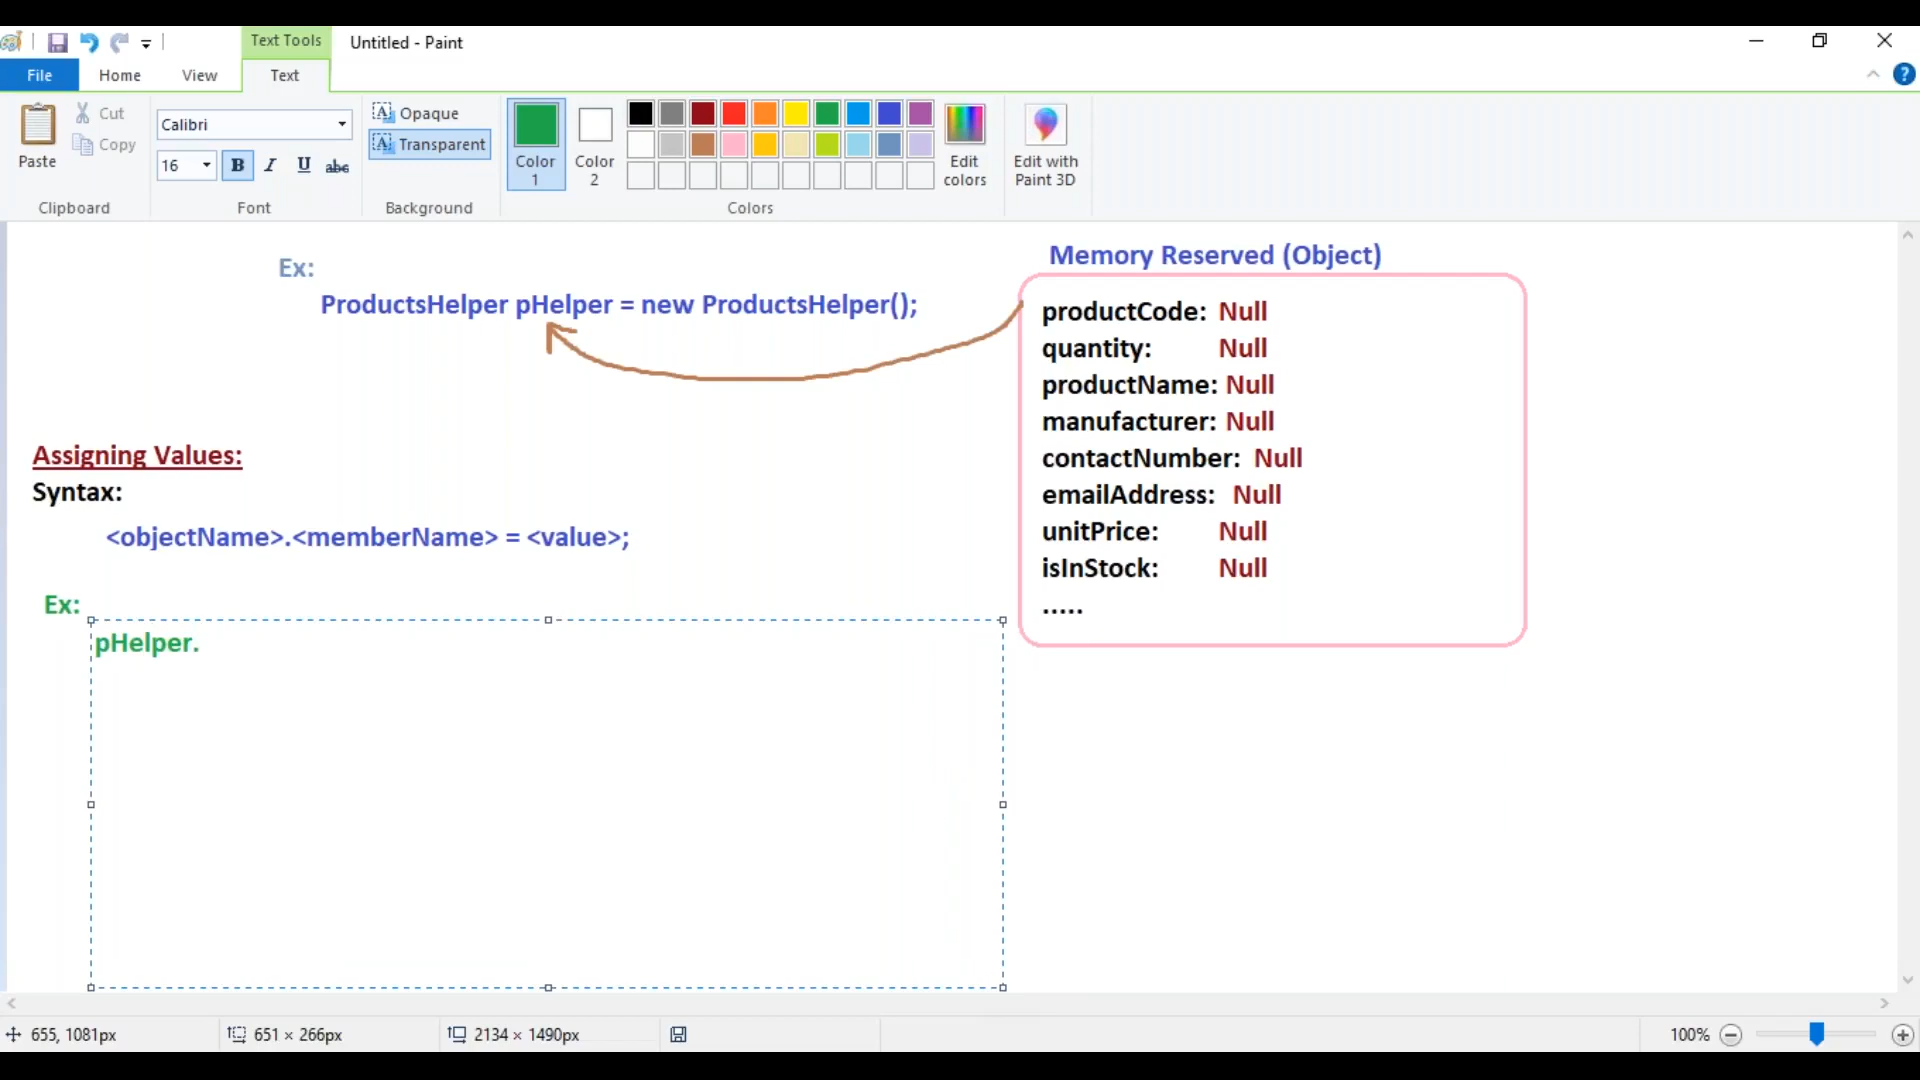 Text Tools
Untitled - Paint
File
Home
View
Text
Paste
Cut
Copy
Clipboard
Calibri
16
B
I
U
abc
Font
A Opaque
A Transparent
Background
Color 1
Color 2
Edit colors
Colors
Edit with Paint 3D
?
Ex:
ProductsHelper pHelper = new ProductsHelper();
Memory Reserved (Object)
productCode: Null
quantity: Null
productName: Null
manufacturer: Null
contactNumber: Null
emailAddress: Null
unitPrice: Null
isInStock: Null
.....
Assigning Values:
Syntax:
<objectName>.<memberName> = <value>;
Ex:
pHelper.
655, 1081px
651 × 266px
2134 × 1490px
100%